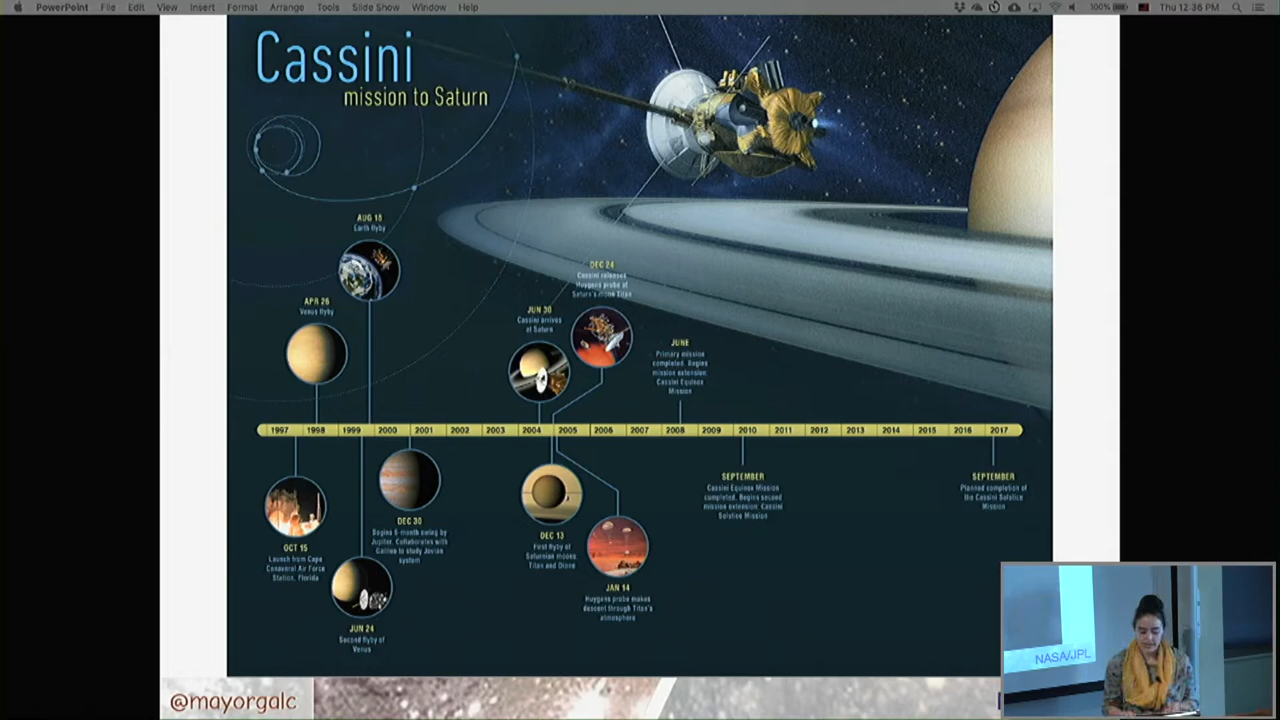 PowerPoint File Edit View Insert Format Arrange Tools Slide Show Window Help 100% Thu 12:36 PM
Cassini
mission to Saturn
AUG 18
Earth flyby
APR 26
Venus flyby
DEC 24
Cassini releases
Huygens probe at
Saturn's moon Titan
JUN 30
Cassini arrives
at Saturn
JUNE
Primary mission
completed. Begins
mission extension:
Cassini Equinox
Mission
1997 1998 1999 2000 2001 2002 2003 2004 2005 2006 2007 2008 2009 2010 2011 2012 2013 2014 2015 2016 2017
OCT 15
Launch from Cape
Canaveral Air Force
Station, Florida
JUN 24
Second flyby of
Venus
DEC 30
Begins 6-month swing by
Jupiter. Collaborates with
Galileo to study Jovian
system
DEC 13
First flyby of
Saturnian moons
Titan and Dione
JAN 14
Huygens probe makes
descent through Titan's
atmosphere
SEPTEMBER
Cassini Equinox Mission
completed. Begins second
mission extension: Cassini
Solstice Mission
SEPTEMBER
Planned completion of
the Cassini Solstice
Mission
NASA/JPL
@mayorgalc